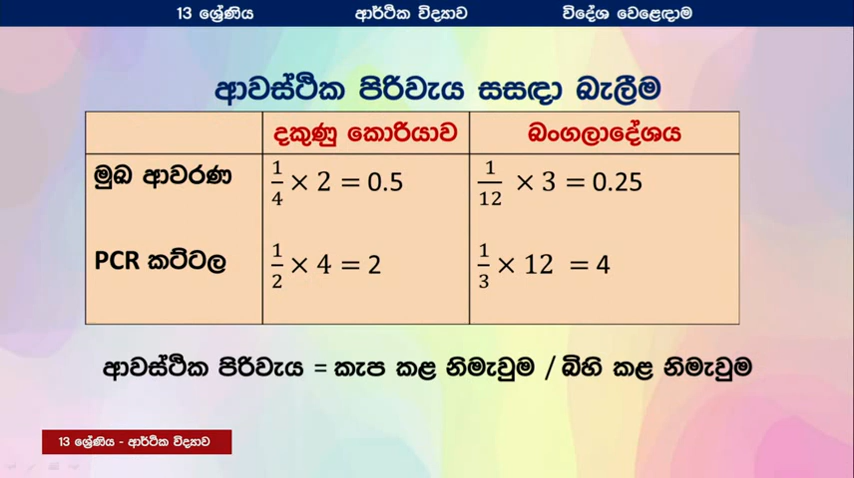 13 ශ්‍රේණිය ආර්ථික විද්‍යාව විදේශ වෙළෙඳාම
ආවස්ථික පිරිවැය සසඳා බැලීම
දකුණු කොරියාව බංගලාදේශය
මුඛ ආවරණ 1/4 × 2 = 0.5 1/12 × 3 = 0.25
PCR කට්ටල 1/2 × 4 = 2 1/3 × 12 = 4
ආවස්ථික පිරිවැය = කැප කළ නිමැවුම / බිහි කළ නිමැවුම
13 ශ්‍රේණිය - ආර්ථික විද්‍යාව